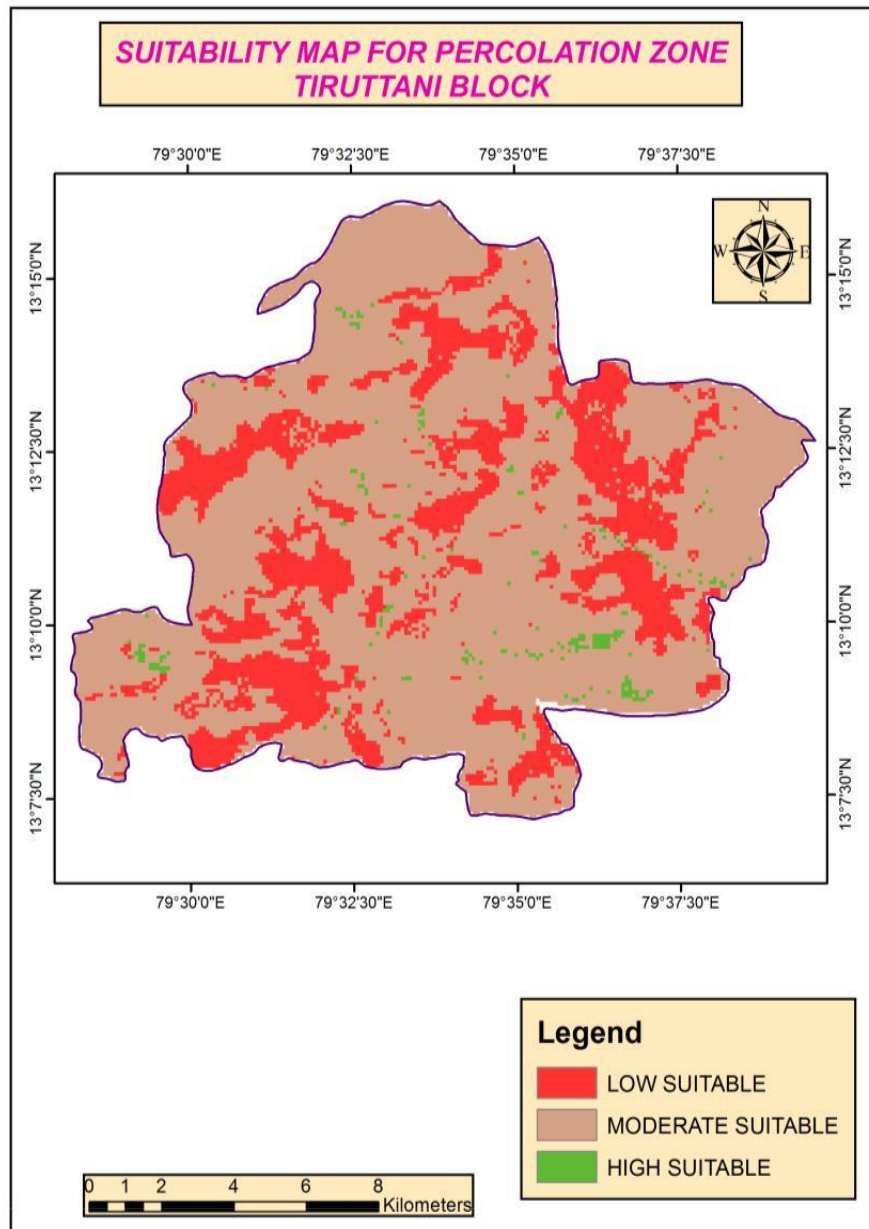 SUITABILITY MAP FOR PERCOLATION ZONE
TIRUTTANI BLOCK
79°30'0"E 79°32'30"E 79°35'0"E 79°37'30"E
N
W E
S
13°15'0"N 13°15'0"N
13°12'30"N 13°12'30"N
13°10'0"N 13°10'0"N
13°7'30"N 13°7'30"N
79°30'0"E 79°32'30"E 79°35'0"E 79°37'30"E
Legend
LOW SUITABLE
MODERATE SUITABLE
HIGH SUITABLE
0 1 2 4 6 8
Kilometers